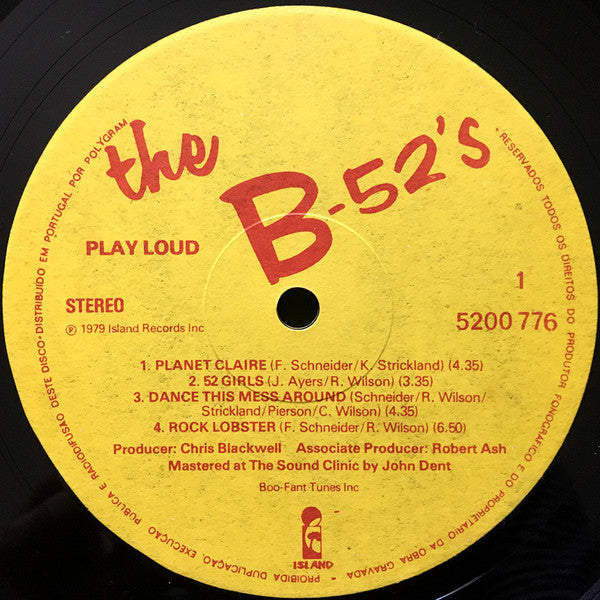 the
B-52's
PLAY LOUD
STEREO
1
℗ 1979 Island Records Inc
5200 776
1. PLANET CLAIRE (F. Schneider/K. Strickland) (4.35)
2. 52 GIRLS (J. Ayers/R. Wilson) (3.35)
3. DANCE THIS MESS AROUND (Schneider/R. Wilson/
Strickland/Pierson/C. Wilson) (4.35)
4. ROCK LOBSTER (F. Schneider/R. Wilson) (6.50)
Producer: Chris Blackwell Associate Producer: Robert Ash
Mastered at The Sound Clinic by John Dent
Boo-Fant Tunes Inc
ISLAND
• RESERVADOS TODOS OS DIREITOS DO PRODUTOR FONOGRÁFICO E DO PROPRIETÁRIO DA OBRA GRAVADA • PROIBIDA DUPLICAÇÃO, EXECUÇÃO PÚBLICA E RADIODIFUSÃO DESTE DISCO • DISTRIBUÍDO EM PORTUGAL POR POLYGRAM